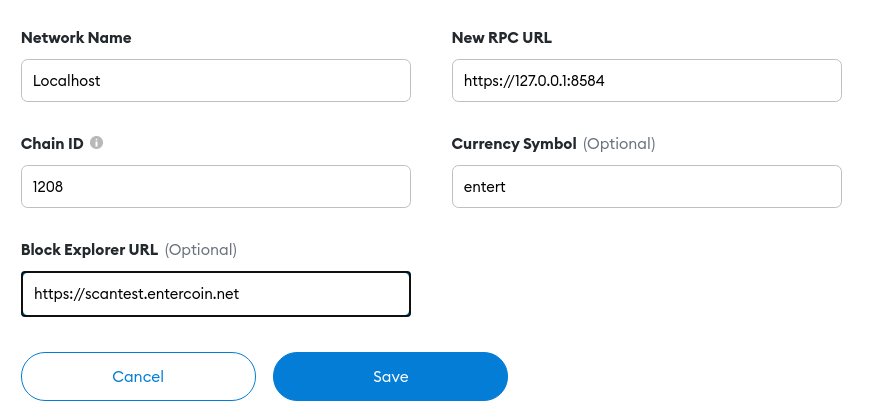 Network Name
New RPC URL
Localhost
https://127.0.0.1:8584
Chain ID
Currency Symbol (Optional)
1208
entert
Block Explorer URL (Optional)
https://scantest.entercoin.net
Cancel
Save